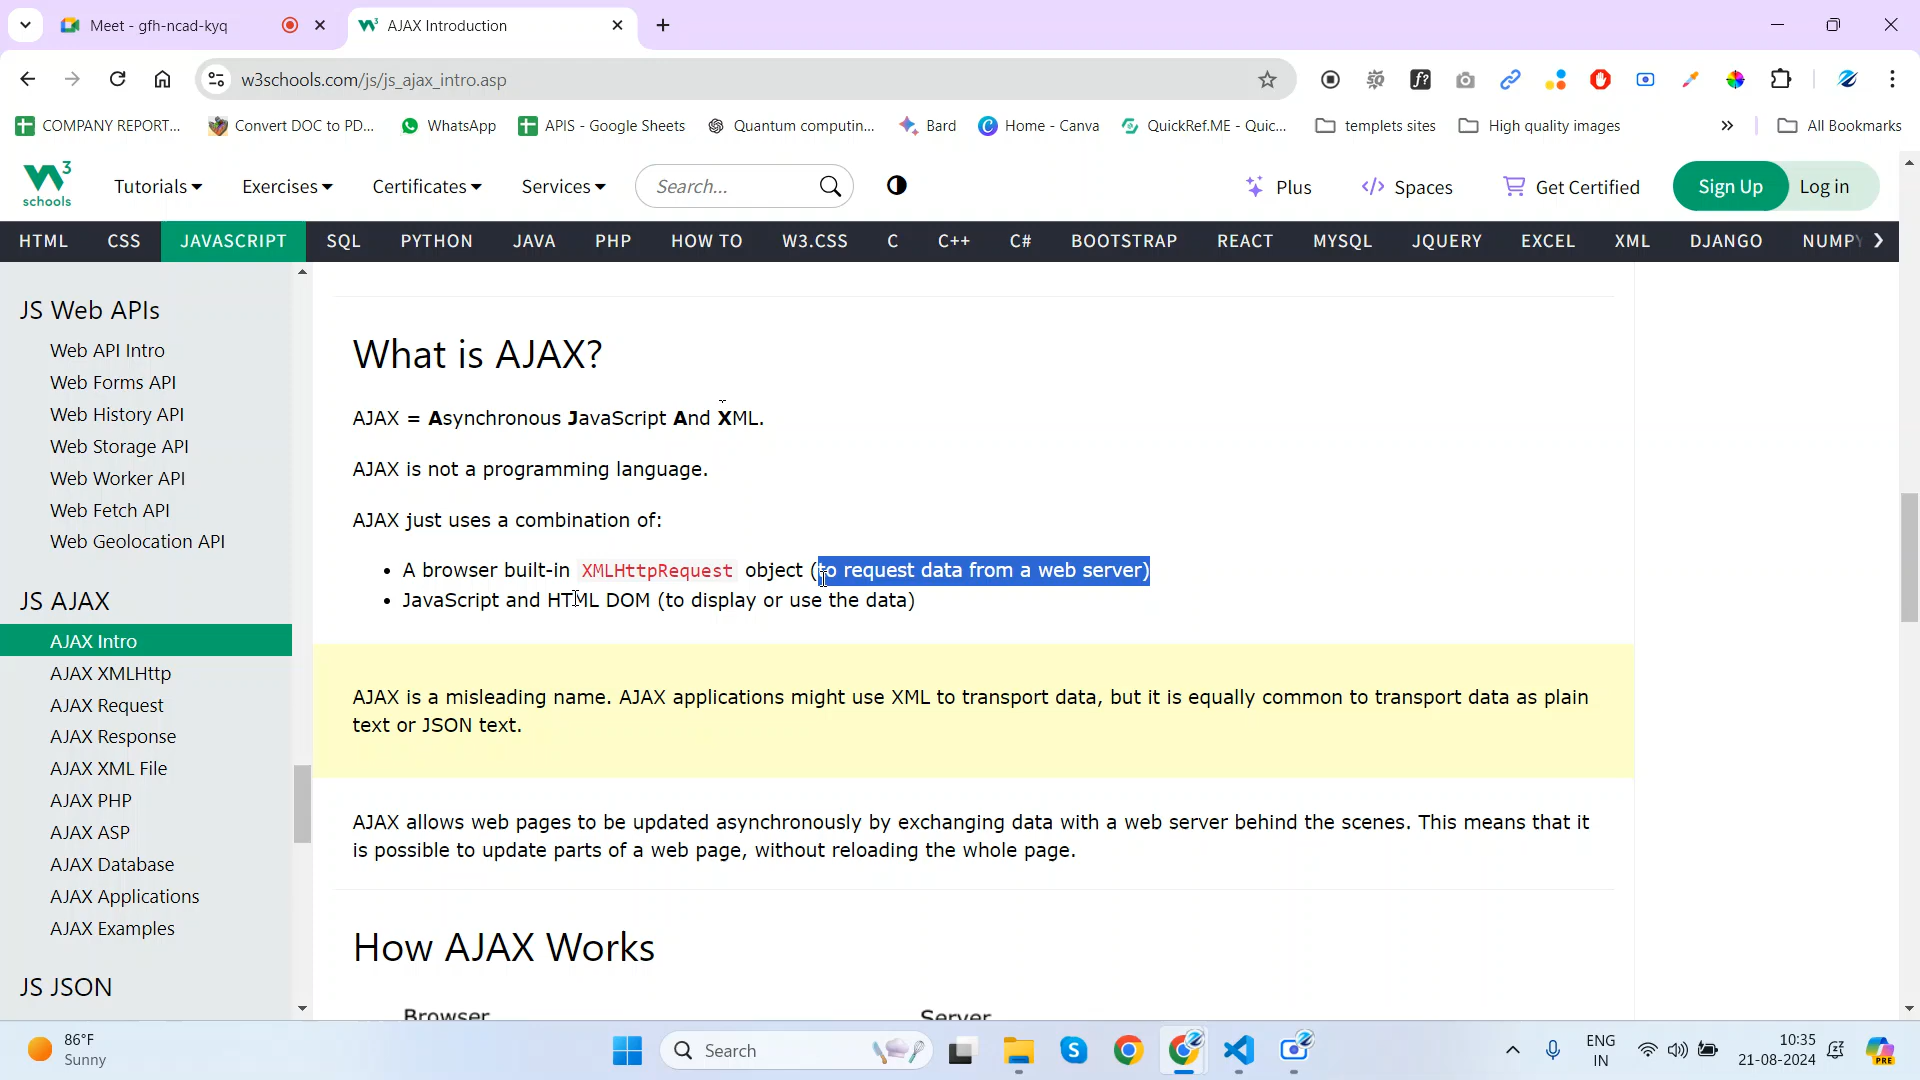 Meet - gfh-ncad-kyq
AJAX Introduction
w3schools.com/js/js_ajax_intro.asp
COMPANY REPORT...
Convert DOC to PD...
WhatsApp
APIS - Google Sheets
Quantum computin...
Bard
Home - Canva
QuickRef.ME - Quic...
templets sites
High quality images
All Bookmarks
W3 schools
Tutorials
Exercises
Certificates
Services
Search...
Plus
Spaces
Get Certified
Sign Up
Log in
HTML
CSS
JAVASCRIPT
SQL
PYTHON
JAVA
PHP
HOW TO
W3.CSS
C
C++
C#
BOOTSTRAP
REACT
MYSQL
JQUERY
EXCEL
XML
DJANGO
NUMPY
JS Web APIs
Web API Intro
Web Forms API
Web History API
Web Storage API
Web Worker API
Web Fetch API
Web Geolocation API
JS AJAX
AJAX Intro
AJAX XMLHttp
AJAX Request
AJAX Response
AJAX XML File
AJAX PHP
AJAX ASP
AJAX Database
AJAX Applications
AJAX Examples
JS JSON
What is AJAX?
AJAX = Asynchronous JavaScript And XML.
AJAX is not a programming language.
AJAX just uses a combination of:
• A browser built-in XMLHttpRequest object (to request data from a web server)
• JavaScript and HTML DOM (to display or use the data)
AJAX is a misleading name. AJAX applications might use XML to transport data, but it is equally common to transport data as plain
text or JSON text.
AJAX allows web pages to be updated asynchronously by exchanging data with a web server behind the scenes. This means that it
is possible to update parts of a web page, without reloading the whole page.
How AJAX Works
Browser
Server
86°F
Sunny
Search
ENG
IN
10:35
21-08-2024
PRE